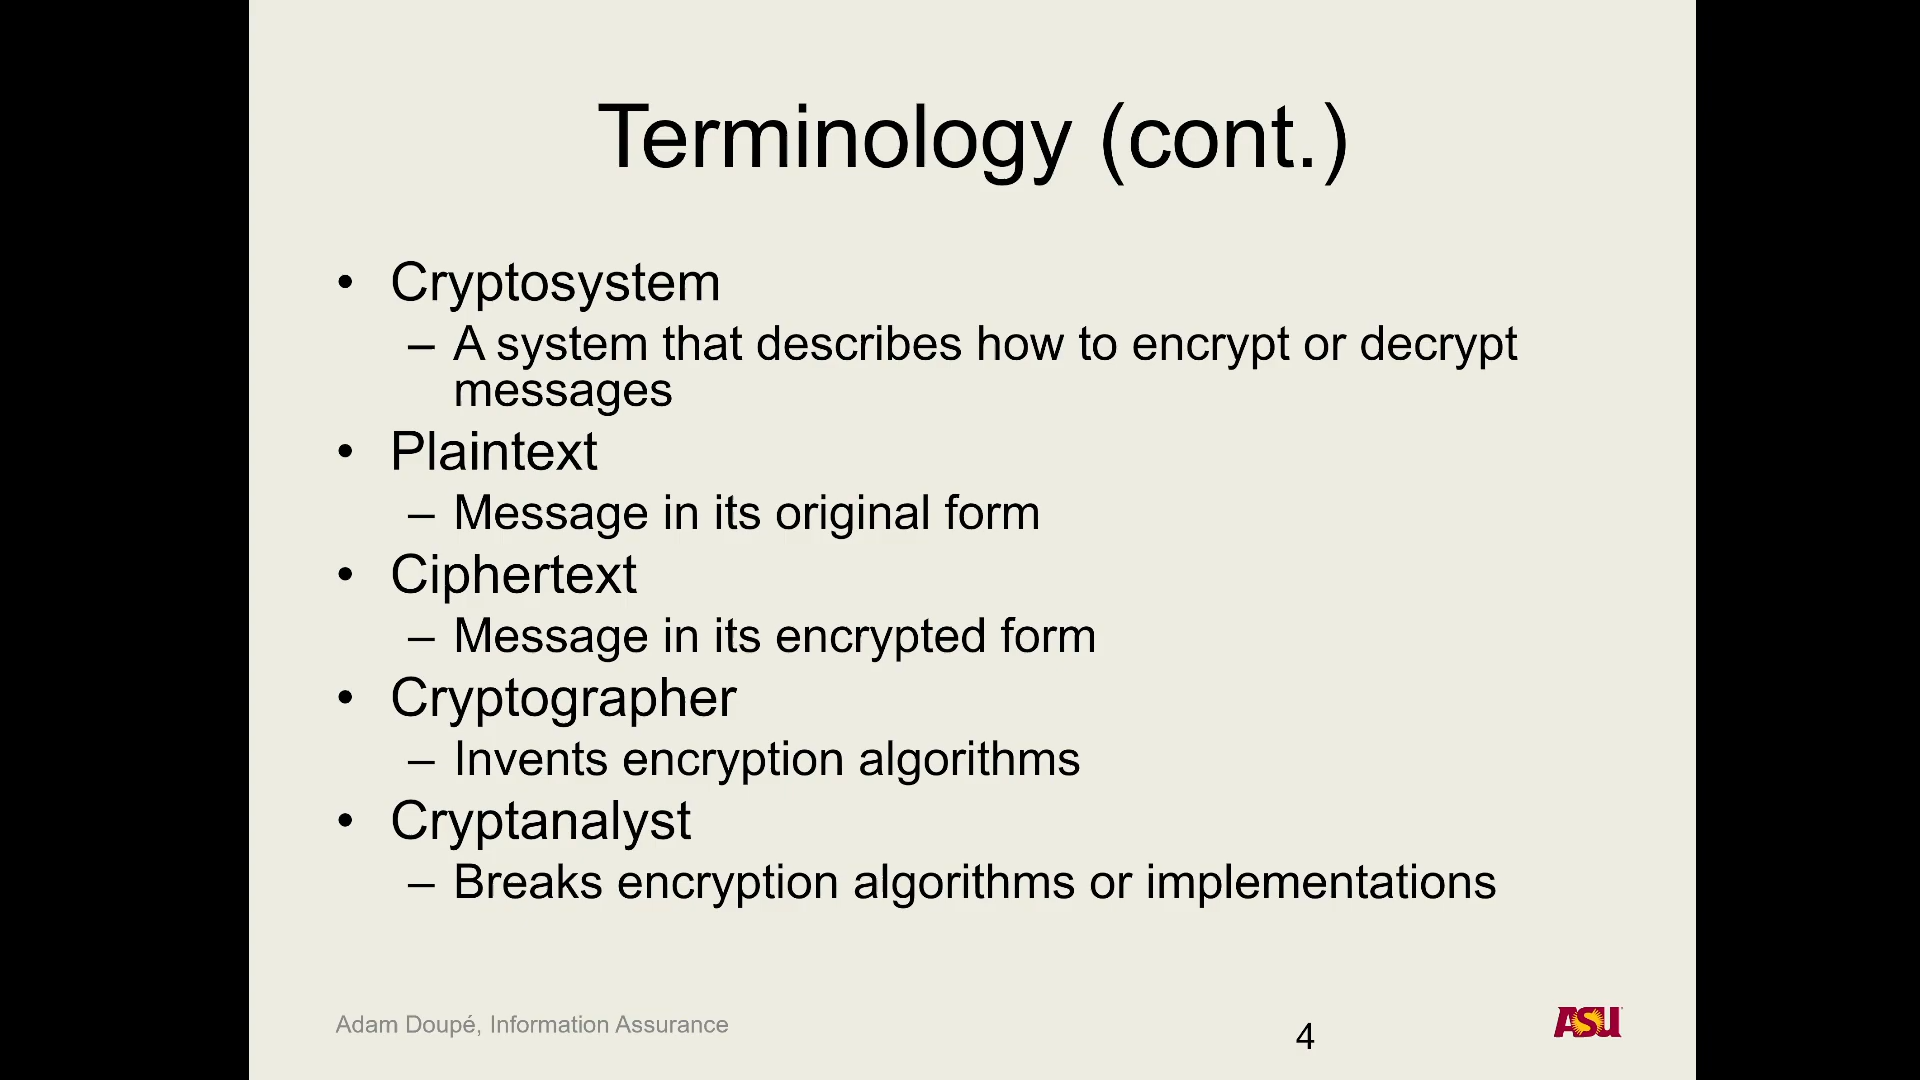 Terminology (cont.)
• Cryptosystem
– A system that describes how to encrypt or decrypt
messages
• Plaintext
– Message in its original form
• Ciphertext
– Message in its encrypted form
• Cryptographer
– Invents encryption algorithms
• Cryptanalyst
– Breaks encryption algorithms or implementations
Adam Doupé, Information Assurance
4
ASU